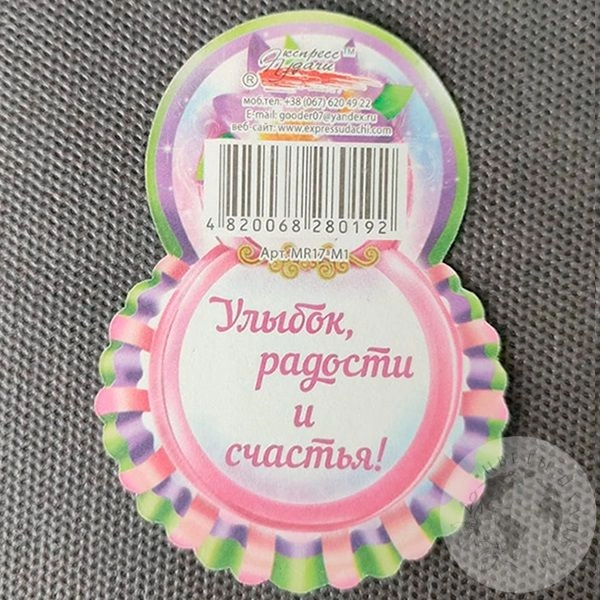 Экспресс™
Удачи
®
моб.тел. +38 (067) 620 49 22
E-mail: gooder07@yandex.ru
веб-сайт: www.expressudachi.com
4 820068 280192
Арт. MR17-M1
Улыбок,
радости
и
счастья!